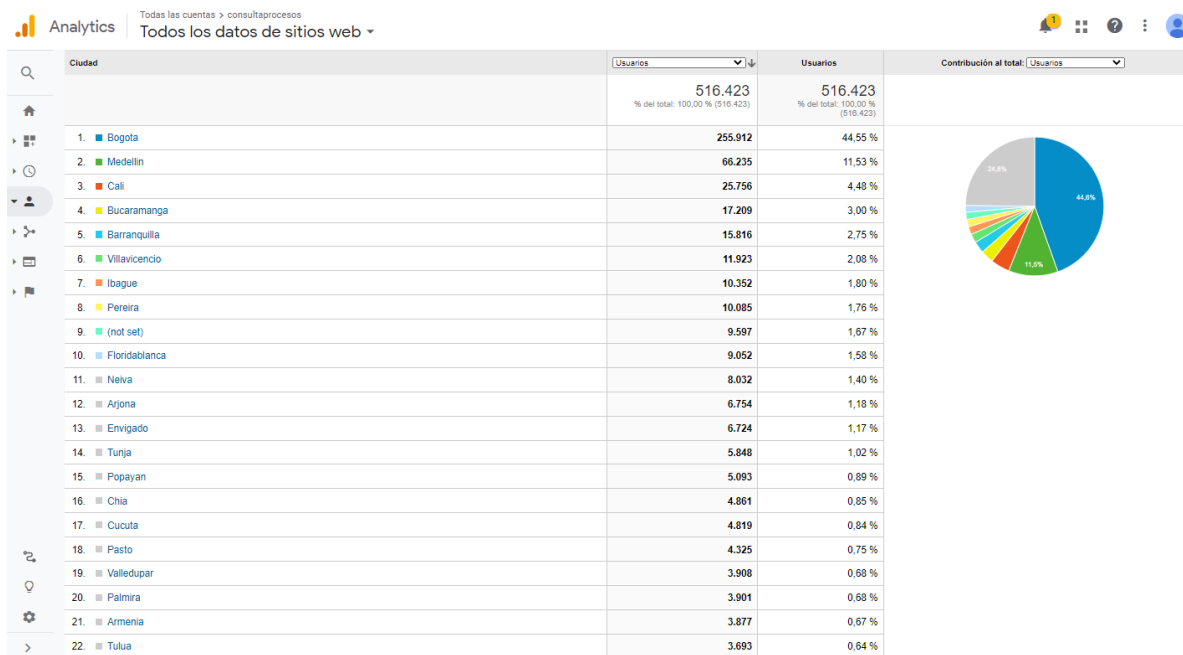 Todas las cuentas > consultaprocesos
Analytics
Todos los datos de sitios web
1
Ciudad
Usuarios
Usuarios
Contribución al total: Usuarios
516.423
516.423
% del total: 100,00 % (516.423)
% del total: 100,00 %
(516.423)
1. Bogota 255.912 44,55 %
2. Medellin 66.235 11,53 %
3. Cali 25.756 4,48 %
4. Bucaramanga 17.209 3,00 %
5. Barranquilla 15.816 2,75 %
6. Villavicencio 11.923 2,08 %
7. Ibague 10.352 1,80 %
8. Pereira 10.085 1,76 %
9. (not set) 9.597 1,67 %
10. Floridablanca 9.052 1,58 %
11. Neiva 8.032 1,40 %
12. Arjona 6.754 1,18 %
13. Envigado 6.724 1,17 %
14. Tunja 5.848 1,02 %
15. Popayan 5.093 0,89 %
16. Chia 4.861 0,85 %
17. Cucuta 4.819 0,84 %
18. Pasto 4.325 0,75 %
19. Valledupar 3.908 0,68 %
20. Palmira 3.901 0,68 %
21. Armenia 3.877 0,67 %
22. Tulua 3.693 0,64 %
24,8%
44,6%
11,5%